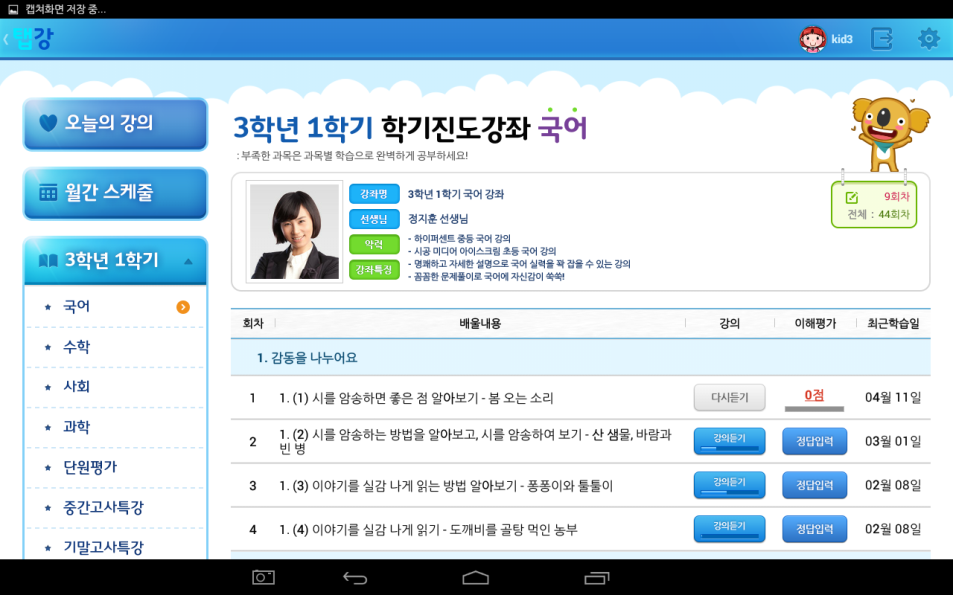 캡쳐화면 저장 중...
탭강
kid3
오늘의 강의
월간 스케줄
3학년 1학기
국어
수학
사회
과학
단원평가
중간고사특강
기말고사특강
3학년 1학기 학기진도강좌 국어
: 부족한 과목은 과목별 학습으로 완벽하게 공부하세요!
강좌명 3학년 1학기 국어 강좌
선생님 정지훈 선생님
약력 - 하이퍼센트 중등 국어 강의
- 시공 미디어 아이스크림 초등 국어 강의
강좌특징 - 명쾌하고 자세한 설명으로 국어 실력을 꽉 잡을 수 있는 강의
- 꼼꼼한 문제풀이로 국어에 자신감이 쑥쑥!
9회차
전체 : 44회차
회차 배울내용 강의 이해평가 최근학습일
1. 감동을 나누어요
1 1. (1) 시를 암송하면 좋은 점 알아보기 - 봄 오는 소리 다시듣기 0점 04월 11일
2 1. (2) 시를 암송하는 방법을 알아보고, 시를 암송하여 보기 - 산 샘물, 바람과 강의듣기 정답입력 03월 01일
빈 병
3 1. (3) 이야기를 실감 나게 읽는 방법 알아보기 - 퐁퐁이와 툴툴이 강의듣기 정답입력 02월 08일
4 1. (4) 이야기를 실감 나게 읽기 - 도깨비를 골탕 먹인 농부 강의듣기 정답입력 02월 08일